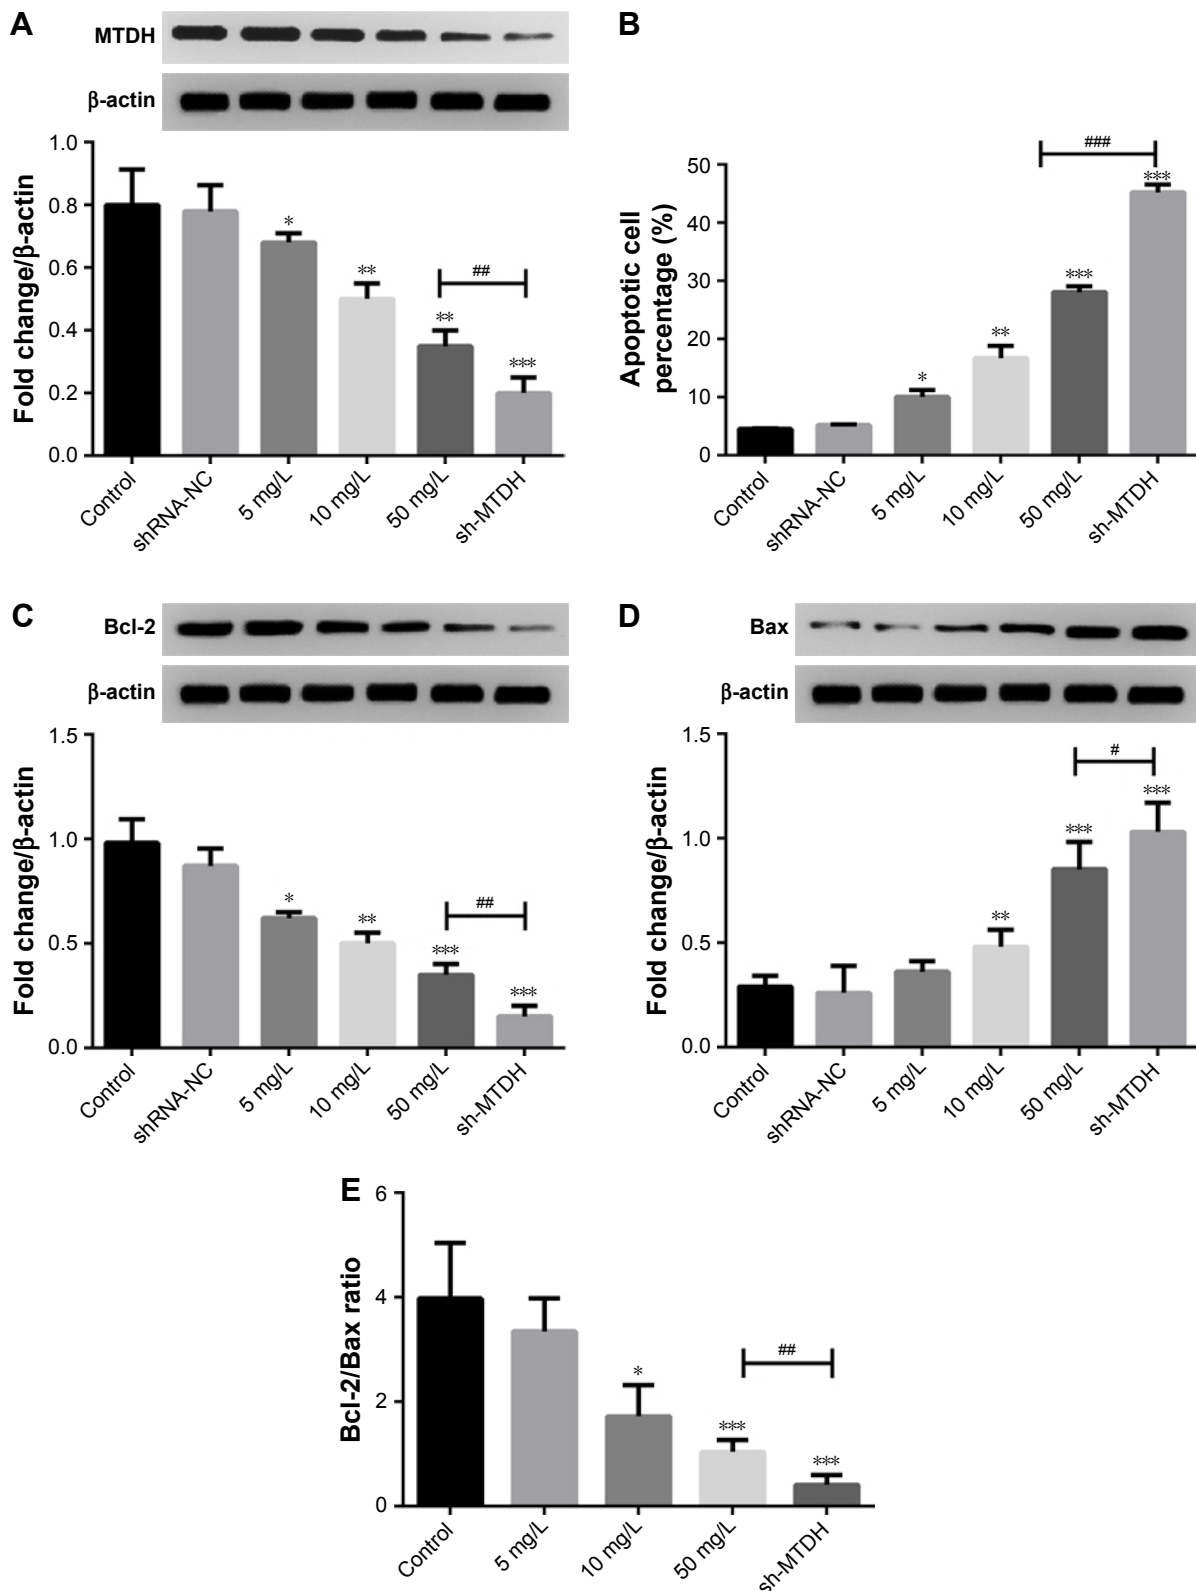 A
MTDH
β-actin
Fold change/β-actin
1.0
0.8
0.6
0.4
0.2
0.0
*
**
**
##
***
Control
shRNA-NC
5 mg/L
10 mg/L
50 mg/L
sh-MTDH
B
Apoptotic cell
percentage (%)
50
40
30
20
10
0
*
**
***
###
***
Control
shRNA-NC
5 mg/L
10 mg/L
50 mg/L
sh-MTDH
C
Bcl-2
β-actin
Fold change/β-actin
1.5
1.0
0.5
0.0
*
**
***
##
***
Control
shRNA-NC
5 mg/L
10 mg/L
50 mg/L
sh-MTDH
D
Bax
β-actin
Fold change/β-actin
1.5
1.0
0.5
0.0
**
***
#
***
Control
shRNA-NC
5 mg/L
10 mg/L
50 mg/L
sh-MTDH
E
Bcl-2/Bax ratio
6
4
2
0
*
***
##
***
Control
5 mg/L
10 mg/L
50 mg/L
sh-MTDH